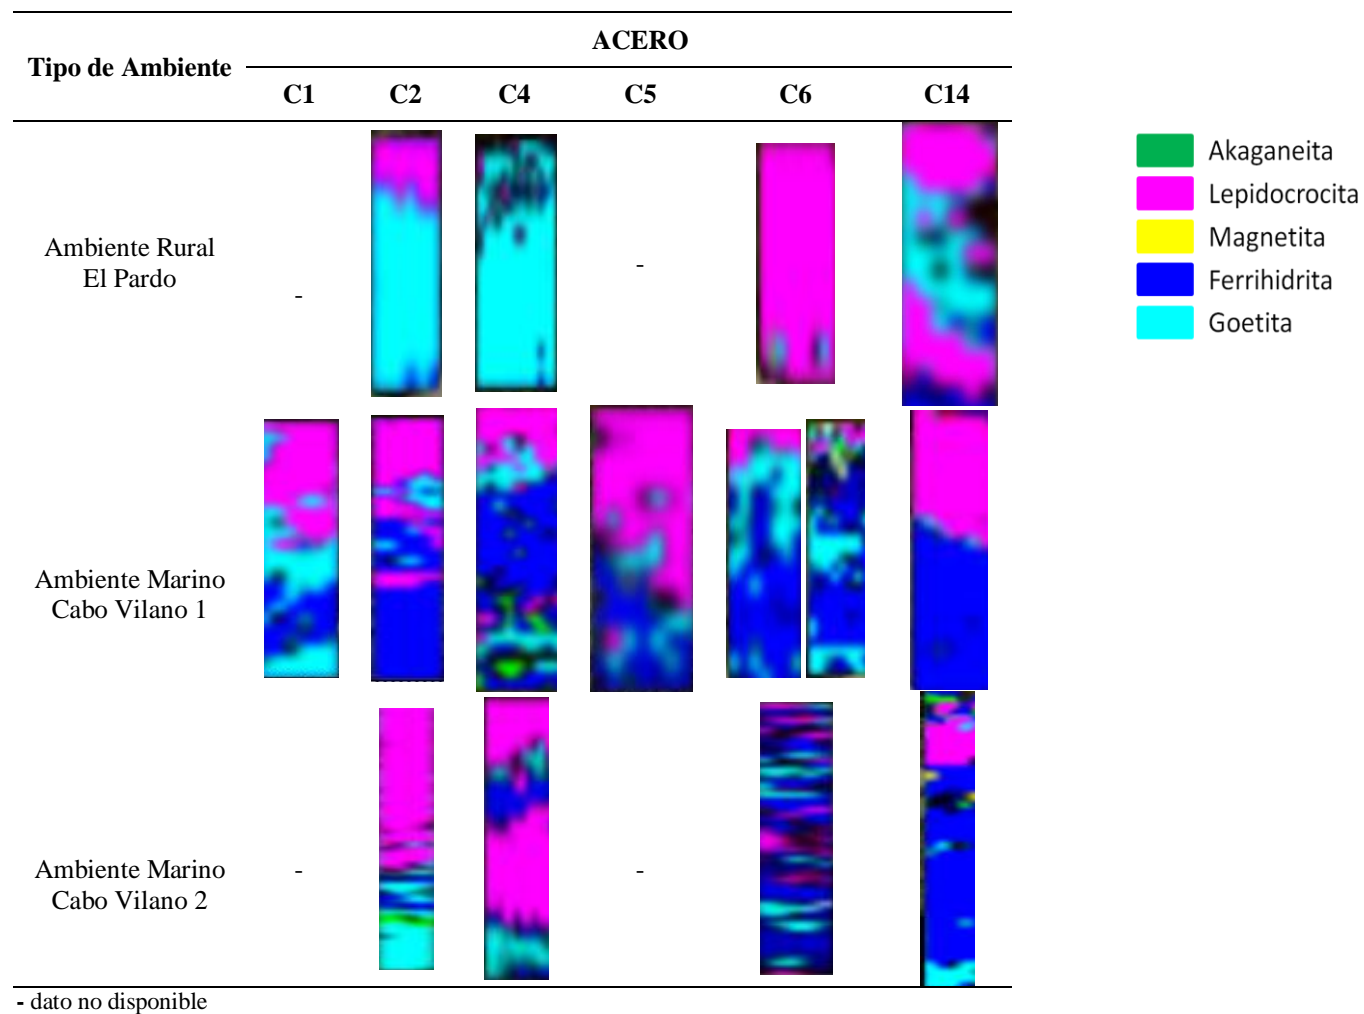 ACERO
Tipo de Ambiente
C1 C2 C4 C5 C6 C14
Ambiente Rural
El Pardo
-
-
Ambiente Marino
Cabo Vilano 1
Ambiente Marino
Cabo Vilano 2
-
-
- dato no disponible
Akaganeita
Lepidocrocita
Magnetita
Ferrihidrita
Goetita